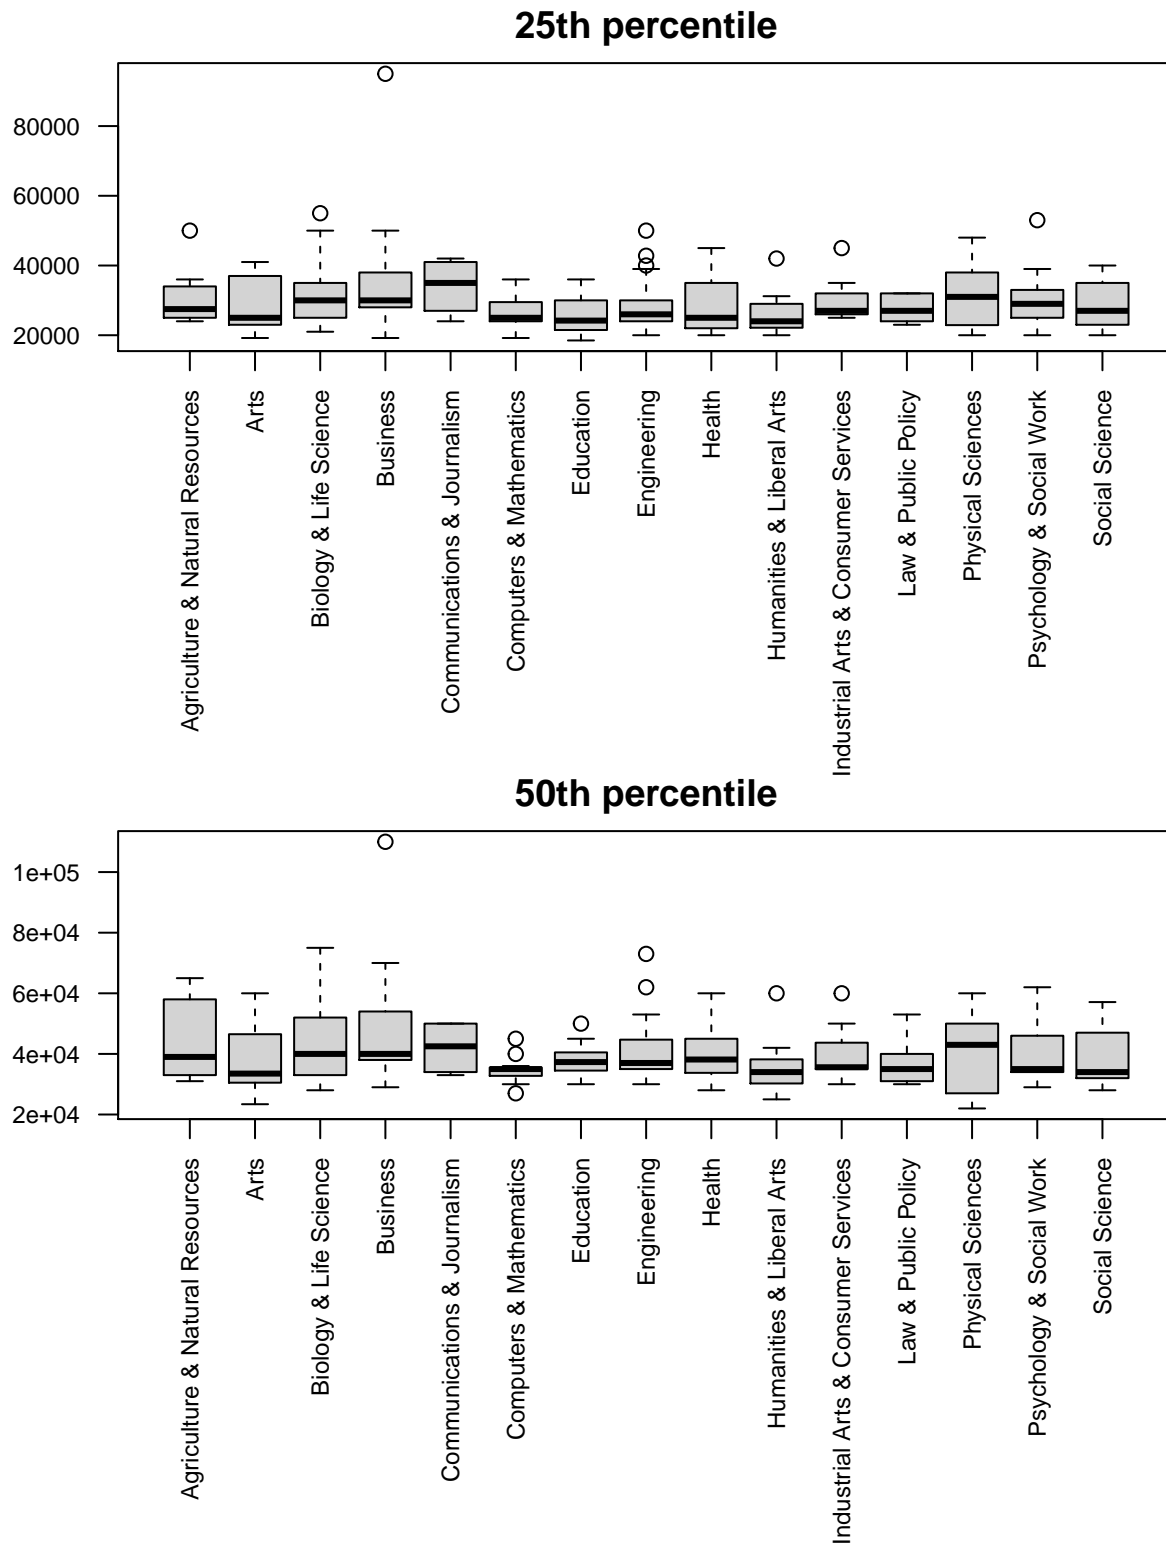 25th percentile
80000
60000
40000
20000
Agriculture & Natural Resources
Arts
Biology & Life Science
Business
Communications & Journalism
Computers & Mathematics
Education
Engineering
Health
Humanities & Liberal Arts
Industrial Arts & Consumer Services
Law & Public Policy
Physical Sciences
Psychology & Social Work
Social Science
50th percentile
1e+05
8e+04
6e+04
4e+04
2e+04
Agriculture & Natural Resources
Arts
Biology & Life Science
Business
Communications & Journalism
Computers & Mathematics
Education
Engineering
Health
Humanities & Liberal Arts
Industrial Arts & Consumer Services
Law & Public Policy
Physical Sciences
Psychology & Social Work
Social Science